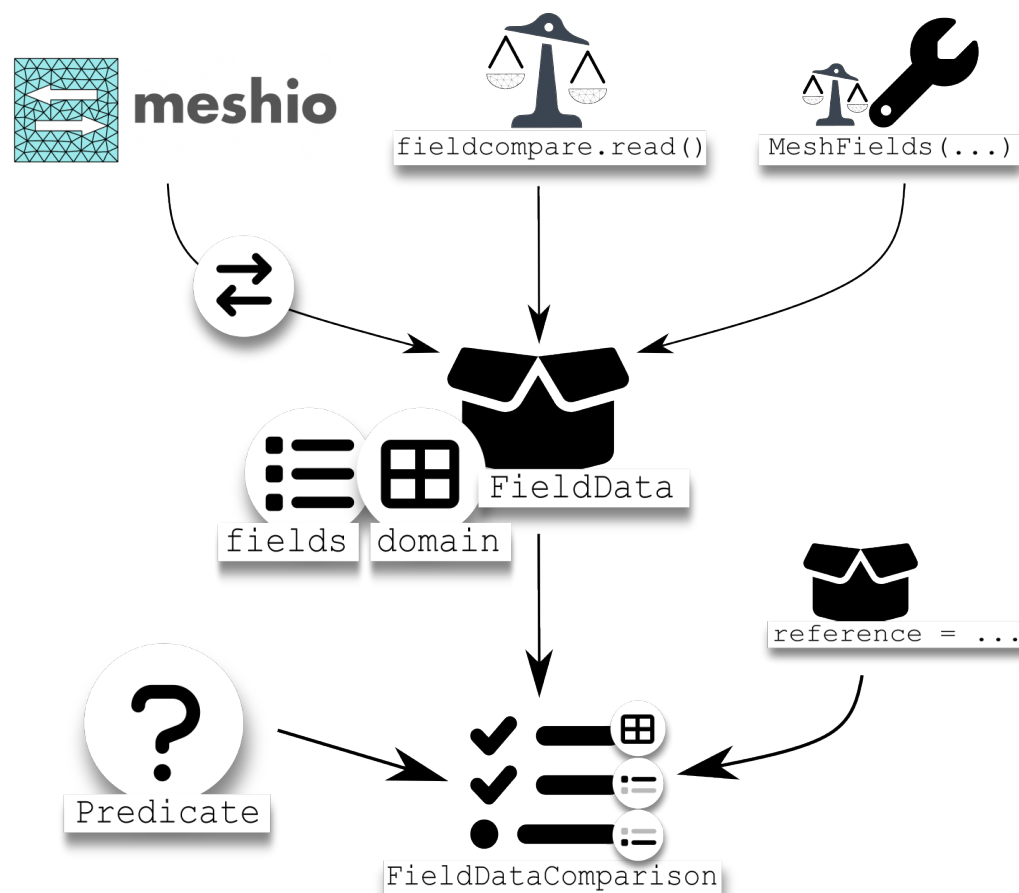 meshio
fieldcompare.read()
MeshFields(...)
FieldData
fields
domain
reference = ...
Predicate
FieldDataComparison